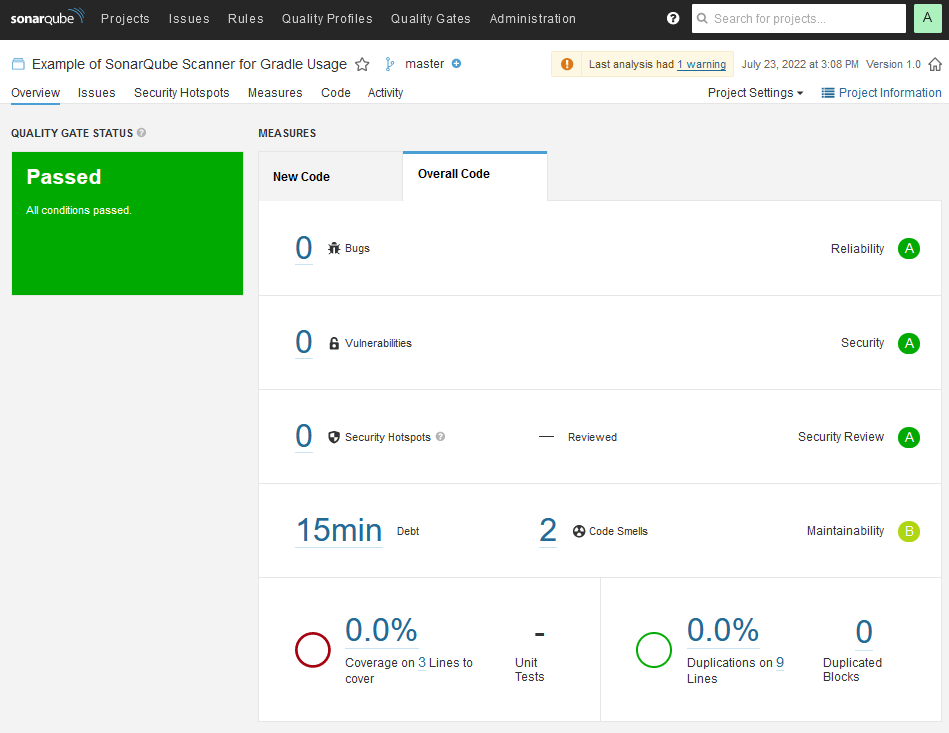 sonarqube Projects Issues Rules Quality Profiles Quality Gates Administration ? Search for projects... A
Example of SonarQube Scanner for Gradle Usage master Last analysis had 1 warning July 23, 2022 at 3:08 PM Version 1.0
Overview Issues Security Hotspots Measures Code Activity Project Settings Project Information
QUALITY GATE STATUS ? MEASURES
Passed
All conditions passed.
New Code Overall Code
0 Bugs Reliability A
0 Vulnerabilities Security A
0 Security Hotspots ? — Reviewed Security Review A
15min Debt 2 Code Smells Maintainability B
0.0%
Coverage on 3 Lines to
cover
-
Unit
Tests
0.0%
Duplications on 9
Lines
0
Duplicated
Blocks